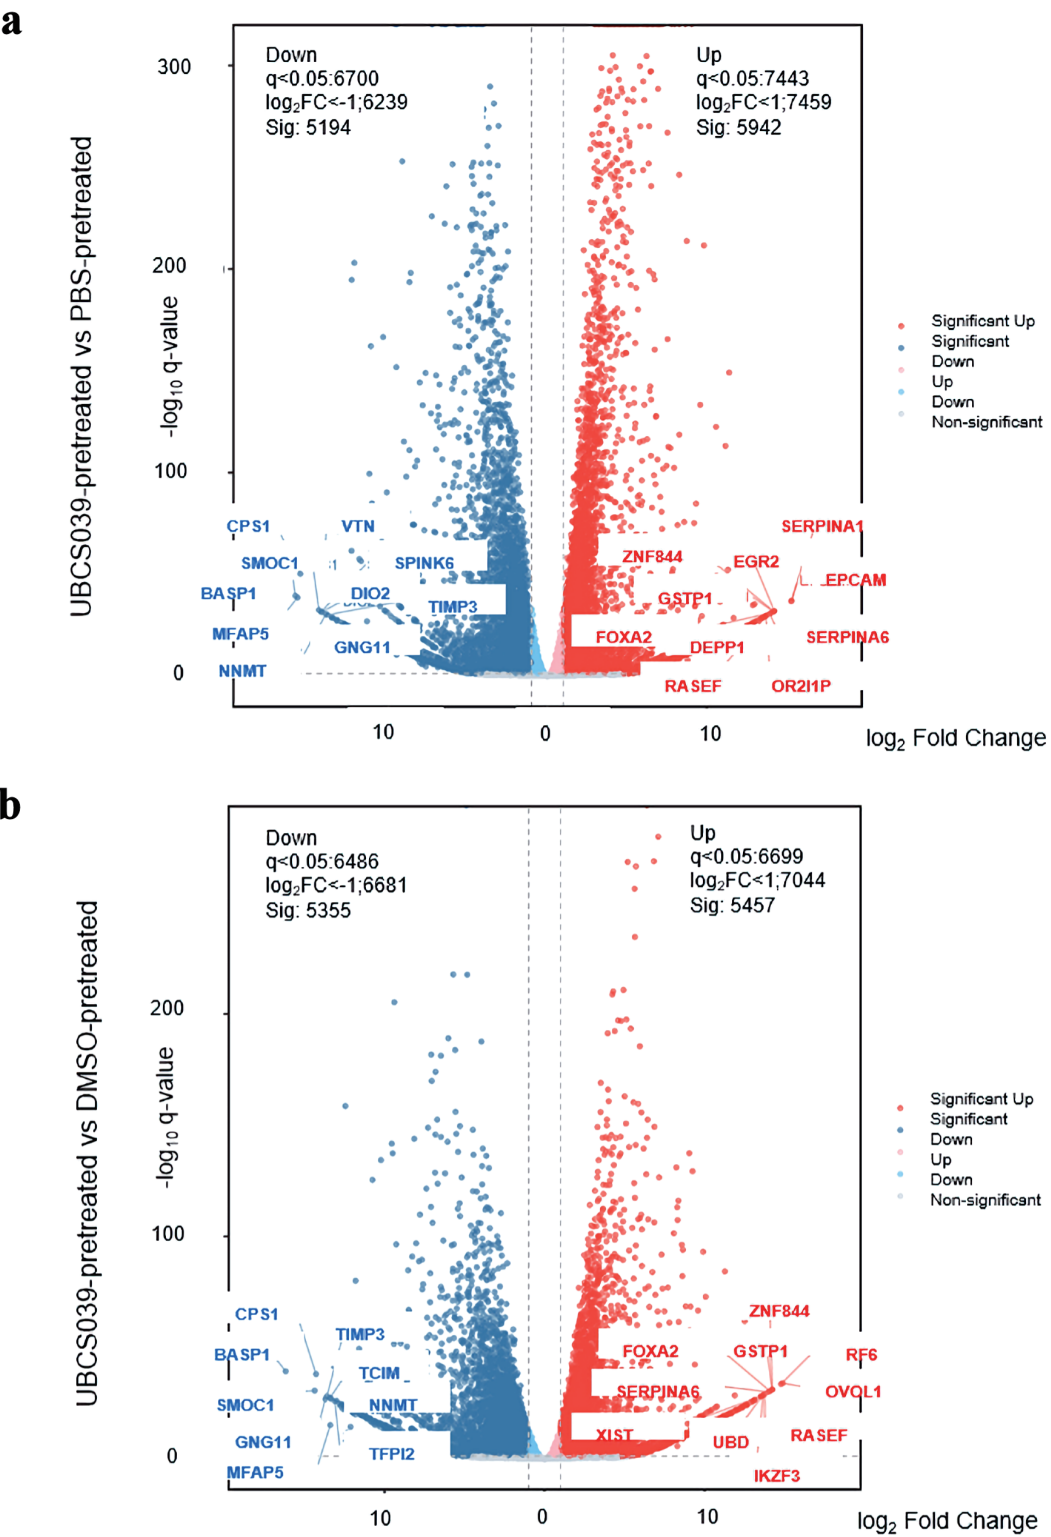 a
UBCS039-pretreated vs PBS-pretreated
-log10 q-value
300
200
100
0
Down
q<0.05:6700
log2FC<-1;6239
Sig: 5194
Up
q<0.05:7443
log2FC<1;7459
Sig: 5942
CPS1
VTN
SMOC1
SPINK6
BASP1
DIO2
TIMP3
MFAP5
GNG11
NNMT
SERPINA1
ZNF844
EGR2
EPCAM
GSTP1
FOXA2
DEPP1
SERPINA6
RASEF
OR2I1P
10
0
10
log2 Fold Change
Significant Up
Significant
Down
Up
Down
Non-significant
b
UBCS039-pretreated vs DMSO-pretreated
-log10 q-value
200
100
0
Down
q<0.05:6486
log2FC<-1;6681
Sig: 5355
Up
q<0.05:6699
log2FC<1;7044
Sig: 5457
CPS1
TIMP3
BASP1
TCIM
SMOC1
NNMT
GNG11
TFPI2
MFAP5
ZNF844
FOXA2
GSTP1
RF6
SERPINA6
OVOL1
XIST
UBD
RASEF
IKZF3
10
0
10
log2 Fold Change
Significant Up
Significant
Down
Up
Down
Non-significant